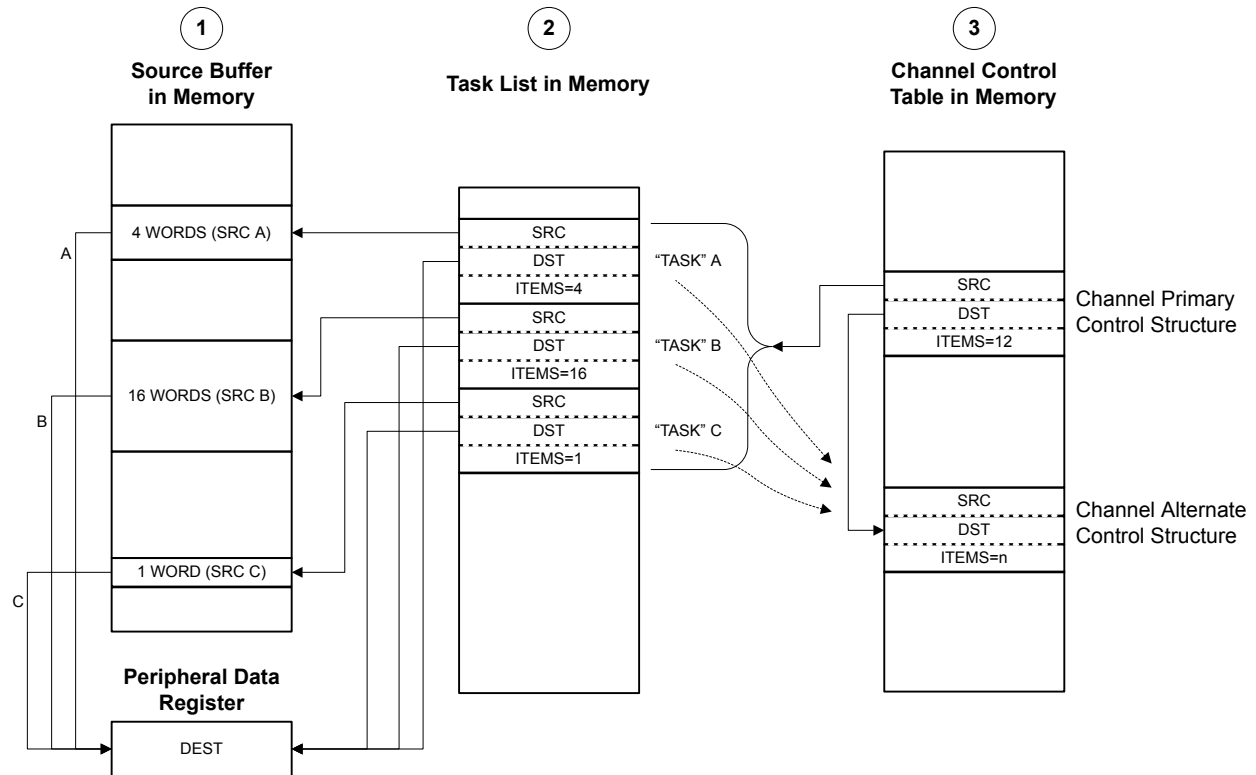 1
Source Buffer
in Memory
4 WORDS (SRC A)
16 WORDS (SRC B)
1 WORD (SRC C)
A
B
C
Peripheral Data
Register
DEST
2
Task List in Memory
SRC
DST
ITEMS=4
SRC
DST
ITEMS=16
SRC
DST
ITEMS=1
“TASK” A
“TASK” B
“TASK” C
3
Channel Control
Table in Memory
SRC
DST
ITEMS=12
Channel Primary
Control Structure
SRC
DST
ITEMS=n
Channel Alternate
Control Structure